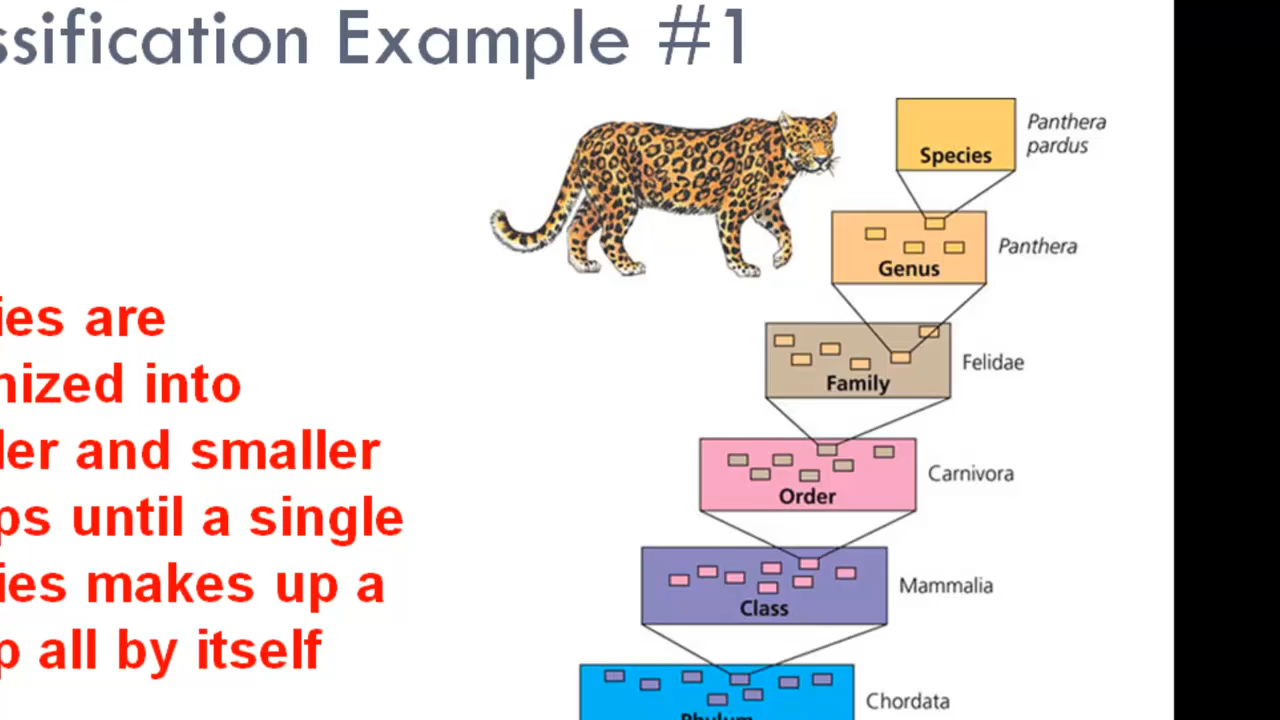 ssification Example #1
Panthera
pardus
Species
Panthera
Genus
ies are
Felidae
nized into
Family
ler and smaller
Carnivora
Order
ps until a single
ies makes up a
Mammalia
Class
p all by itself
Chordata
Phylum